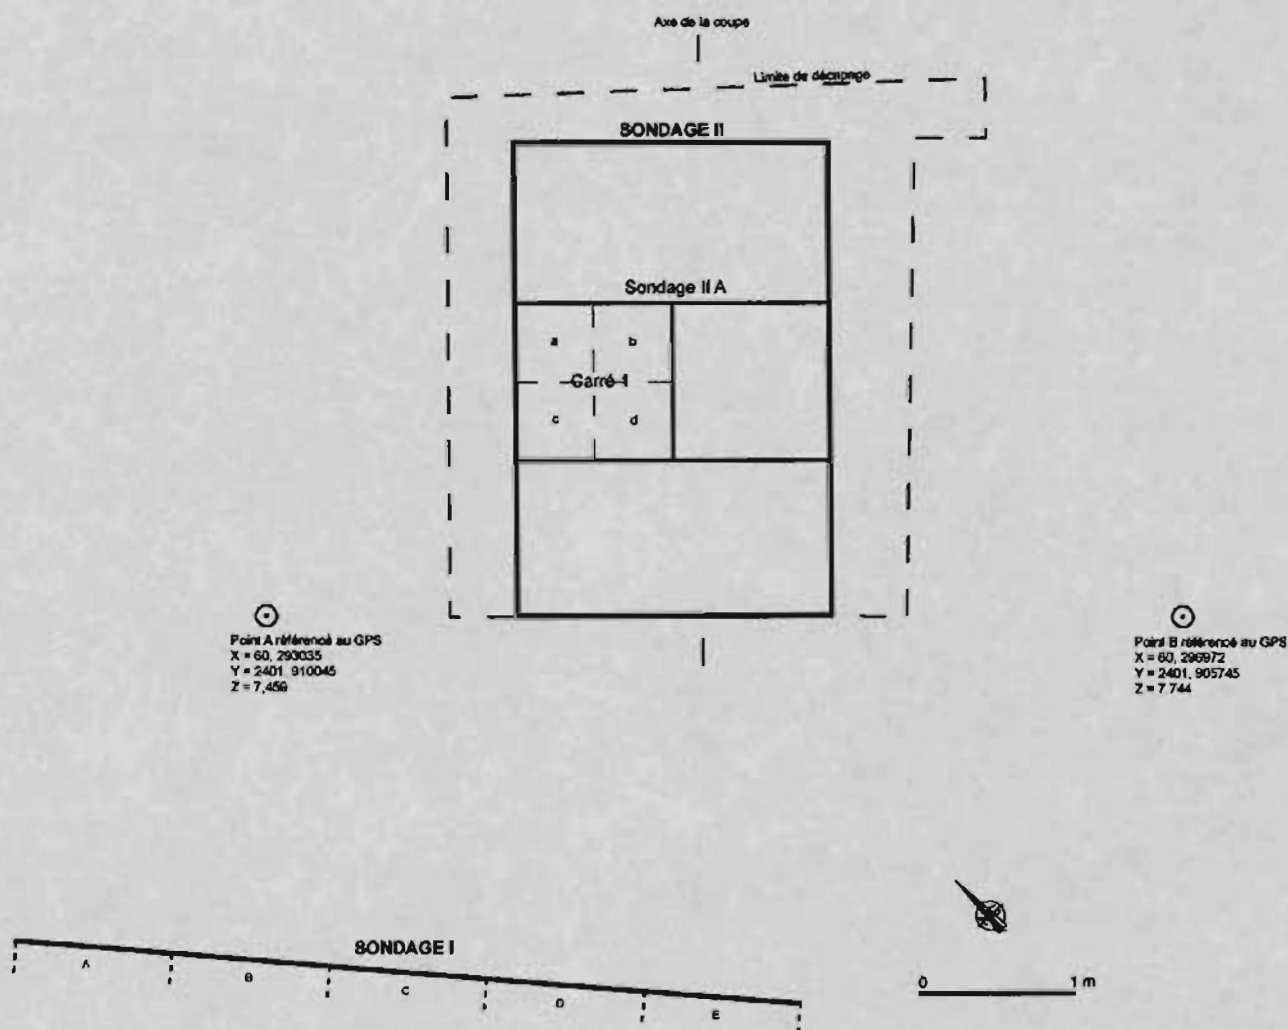 Axe de la coupe
Limite de décapage
SONDAGE II
Sondage II A
a
b
Carré 1
c
d
Point A référencé au GPS
X = 60, 293035
Y = 2401, 910045
Z = 7,459
Point B référencé au GPS
X = 60, 296972
Y = 2401, 905745
Z = 7 744
SONDAGE I
A
B
C
D
E
0
1 m